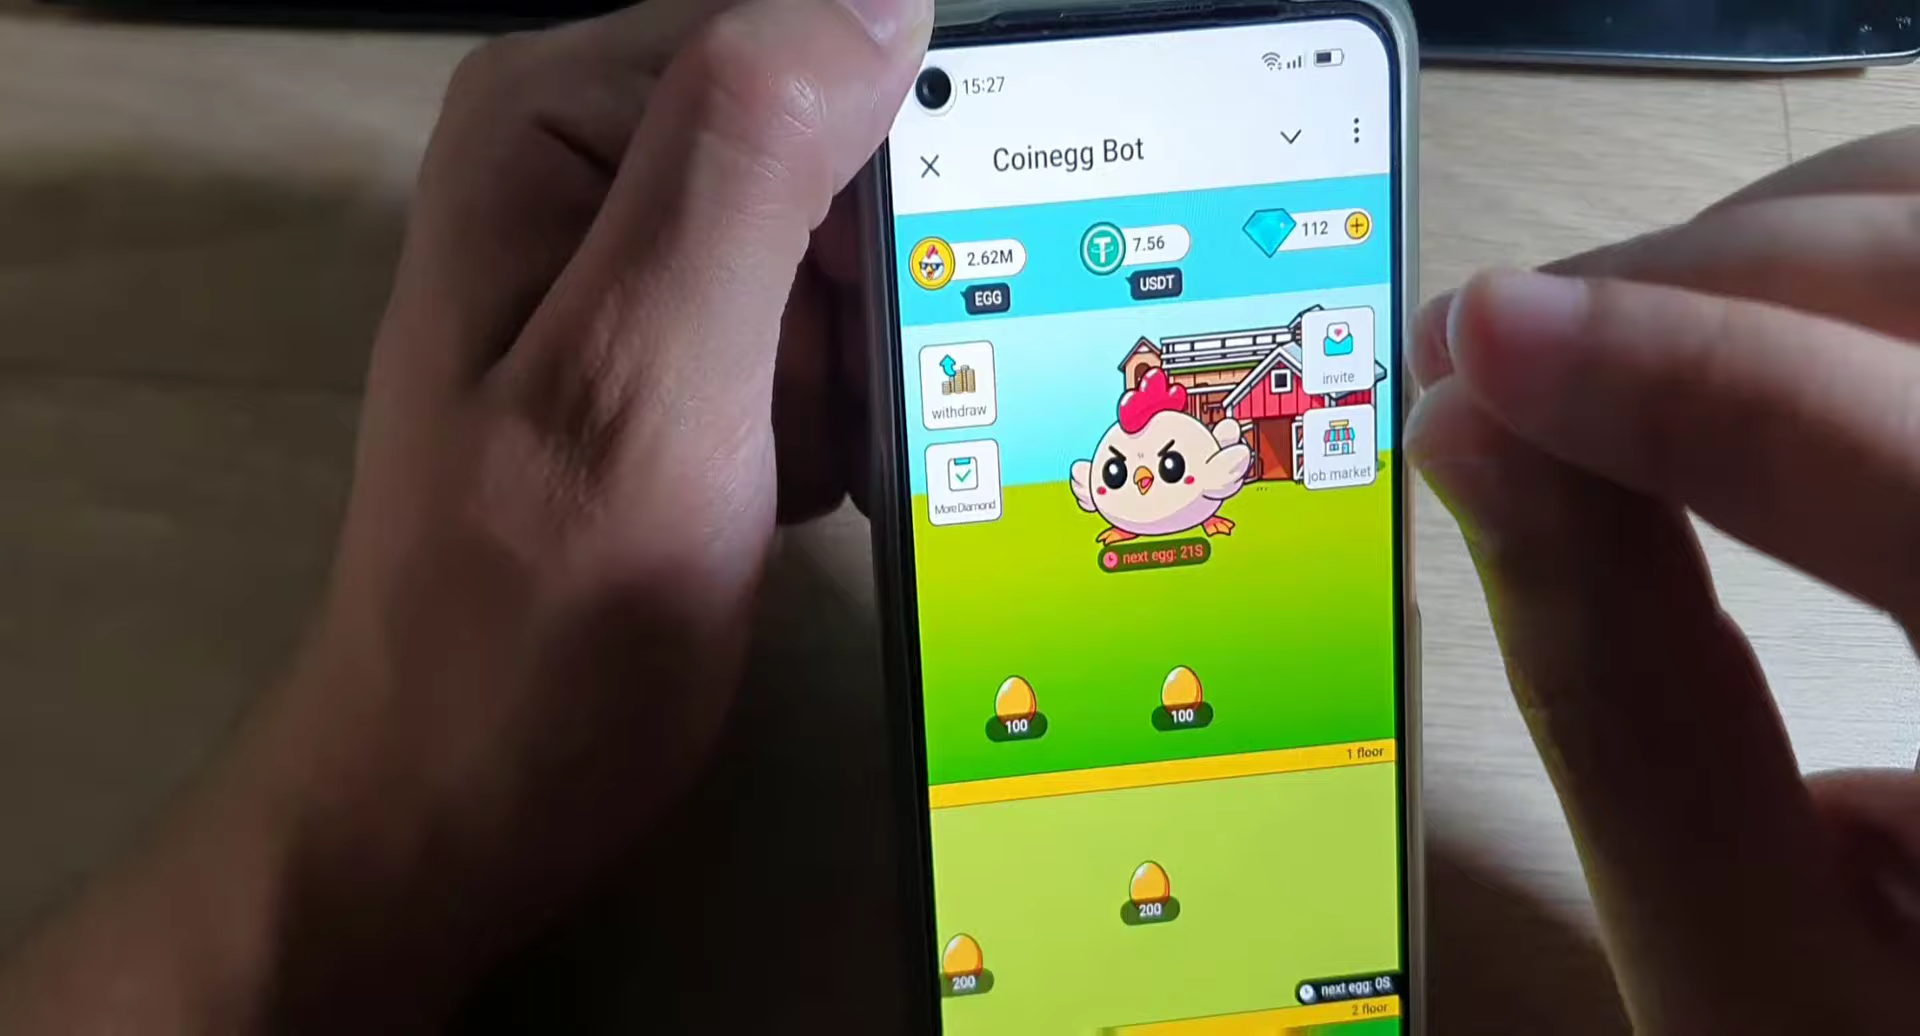 15:27
Coinegg Bot
2.62M
7.56
112
EGG
USDT
withdraw
invite
More Diamond
job market
next egg: 21S
100
100
1 floor
200
200
next egg: 0S
2 floor